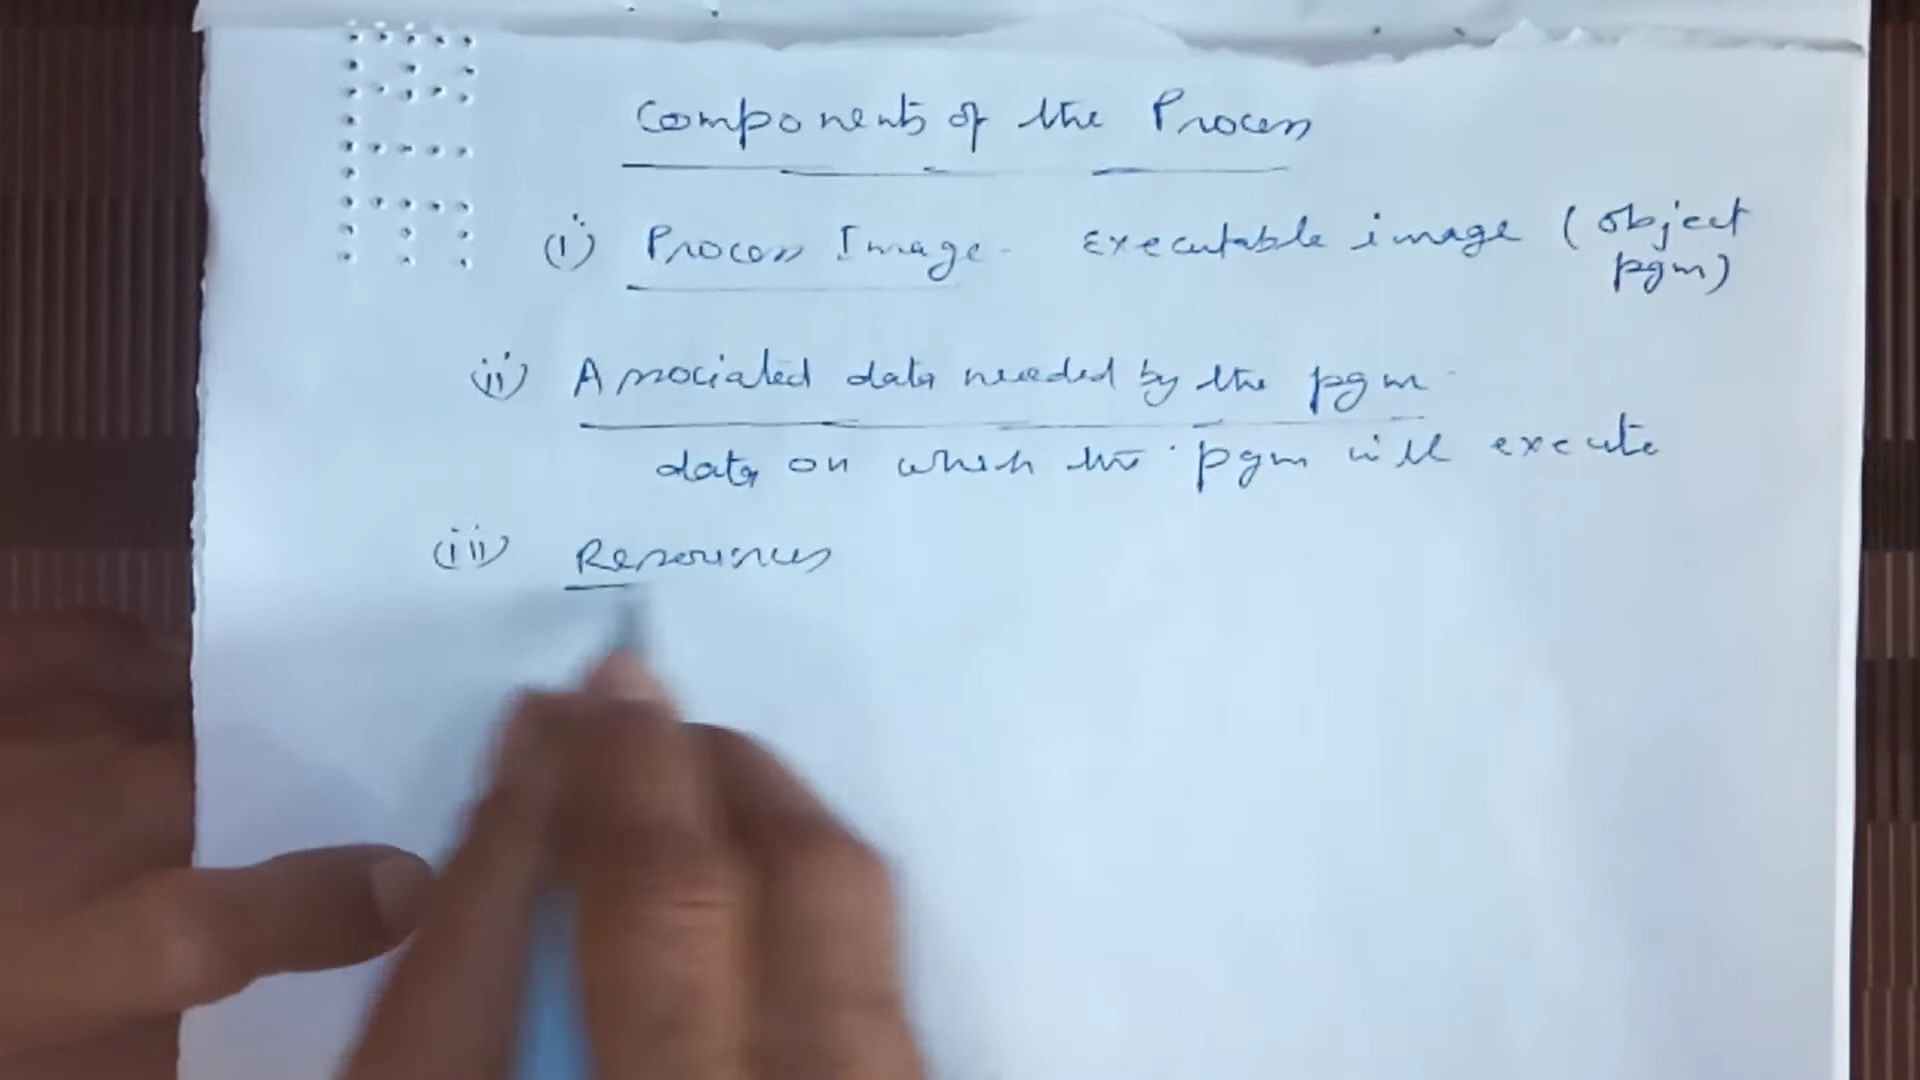 Components of the Process
(i) Process Image - Executable image (object
pgm)
ii) Associated data needed by the pgm -
data on which the pgm will execute
(iii) Resources